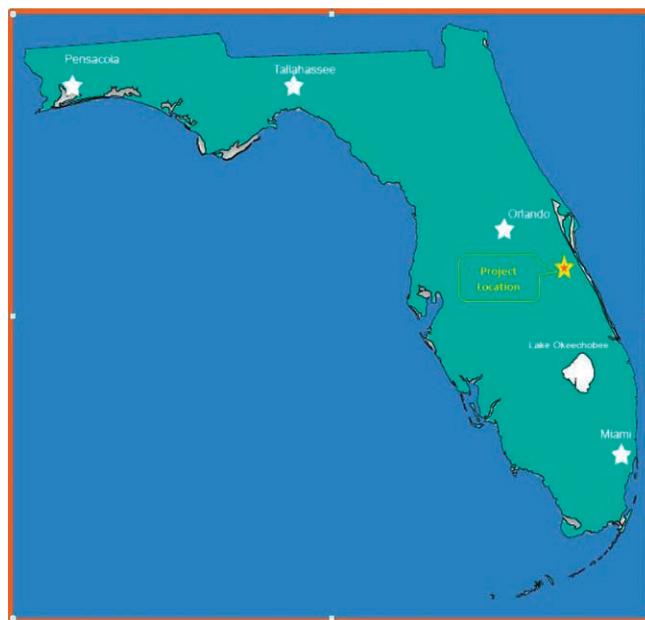 Pensacola
Tallahassee
Orlando
Project
Location
Lake Okeechobee
Miami